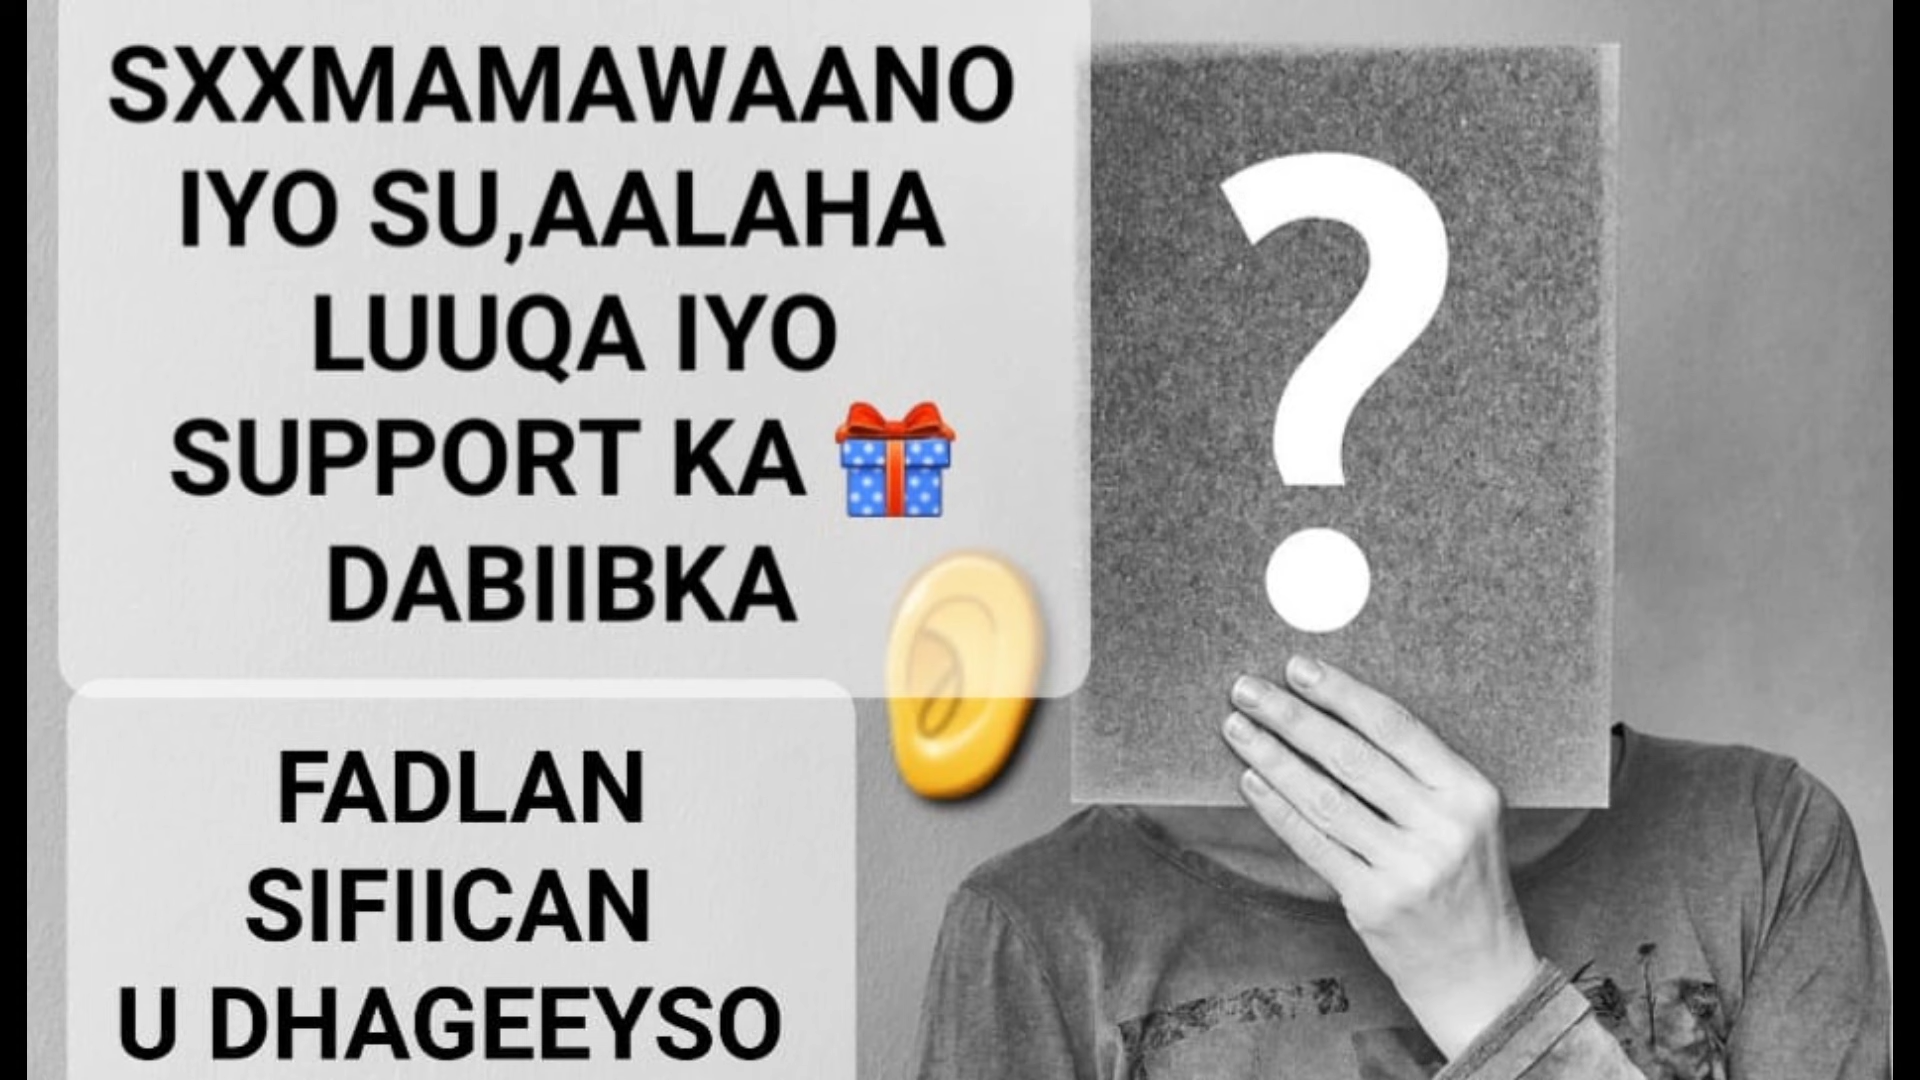 SXXMAMAWAANO
IYO SU,AALAHA
LUUQA IYO
SUPPORT KA 🎁
DABIIBKA
FADLAN
SIFIICAN
U DHAGEEYSO
?